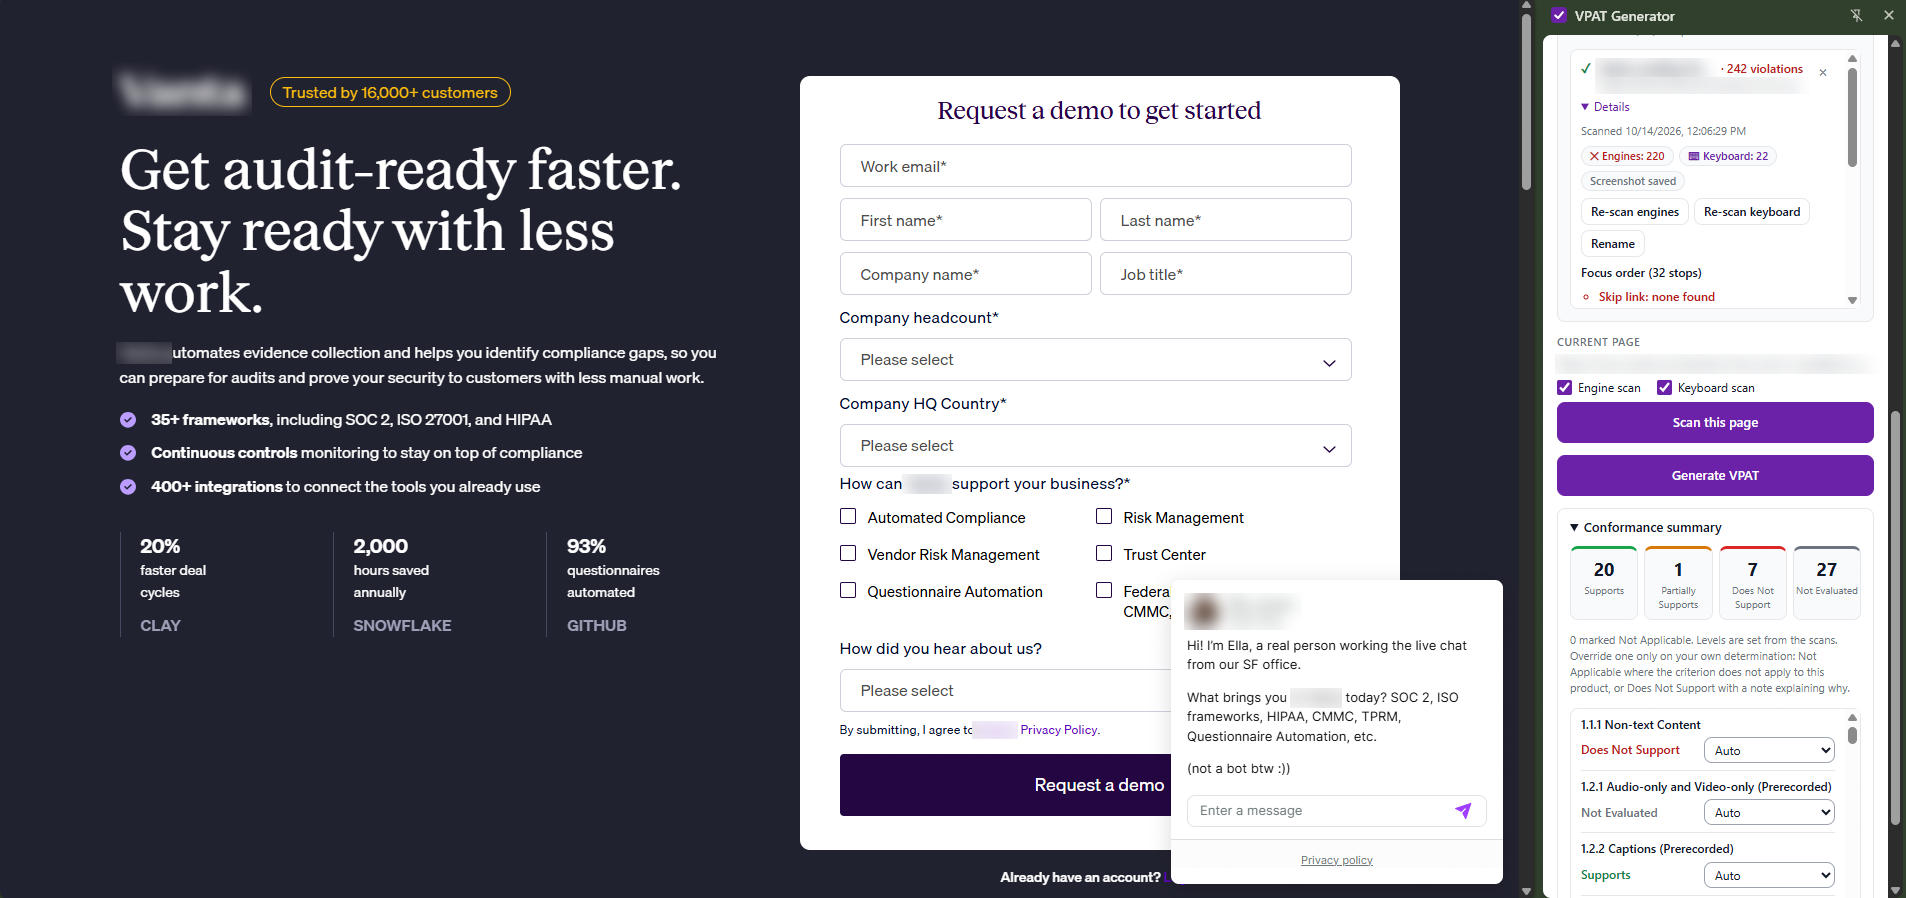 Trusted by 16,000+ customers
Get audit-ready faster.
Stay ready with less
work.
utomates evidence collection and helps you identify compliance gaps, so you
can prepare for audits and prove your security to customers with less manual work.
35+ frameworks, including SOC 2, ISO 27001, and HIPAA
Continuous controls monitoring to stay on top of compliance
400+ integrations to connect the tools you already use
20%
faster deal
cycles
CLAY
2,000
hours saved
annually
SNOWFLAKE
93%
questionnaires
automated
GITHUB
Request a demo to get started
Work email*
First name*
Last name*
Company name*
Job title*
Company headcount*
Please select
Company HQ Country*
Please select
How can support your business?*
Automated Compliance
Risk Management
Vendor Risk Management
Trust Center
Questionnaire Automation
Federa
CMMC,
How did you hear about us?
Please select
By submitting, I agree to Privacy Policy.
Request a demo
Already have an account?
Hi! I'm Ella, a real person working the live chat
from our SF office.
What brings you today? SOC 2, ISO
frameworks, HIPAA, CMMC, TPRM,
Questionnaire Automation, etc.
(not a bot btw :))
Enter a message
Privacy policy
VPAT Generator
· 242 violations
Details
Scanned 10/14/2026, 12:06:29 PM
Engines: 220
Keyboard: 22
Screenshot saved
Re-scan engines
Re-scan keyboard
Rename
Focus order (32 stops)
Skip link: none found
CURRENT PAGE
Engine scan
Keyboard scan
Scan this page
Generate VPAT
Conformance summary
20
Supports
1
Partially
Supports
7
Does Not
Support
27
Not Evaluated
0 marked Not Applicable. Levels are set from the scans.
Override one only on your own determination: Not
Applicable where the criterion does not apply to this
product, or Does Not Support with a note explaining why.
1.1.1 Non-text Content
Does Not Support
Auto
1.2.1 Audio-only and Video-only (Prerecorded)
Not Evaluated
Auto
1.2.2 Captions (Prerecorded)
Supports
Auto